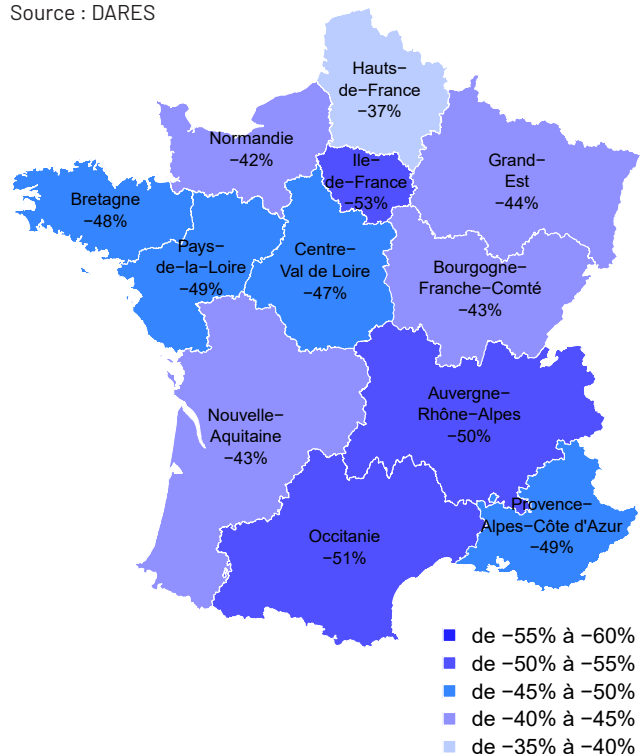 Source : DARES
Hauts-
de-France
-37%
Normandie
-42%
Ile-
de-France
-53%
Grand-
Est
-44%
Bretagne
-48%
Pays-
de-la-Loire
-49%
Centre-
Val de Loire
-47%
Bourgogne-
Franche-Comté
-43%
Auvergne-
Rhône-Alpes
-50%
Nouvelle-
Aquitaine
-43%
Provence-
Alpes-Côte d'Azur
-49%
Occitanie
-51%
de -55% à -60%
de -50% à -55%
de -45% à -50%
de -40% à -45%
de -35% à -40%